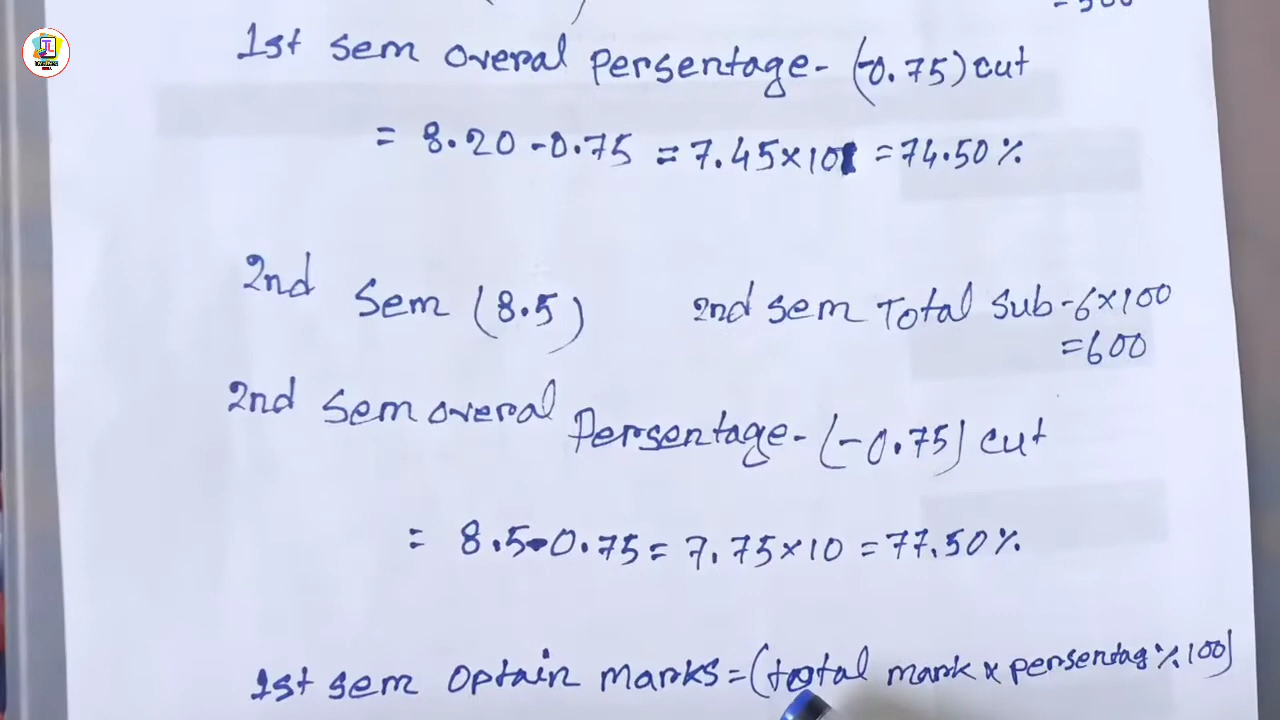 1st sem overal persentage- (-0.75) cut
= 8.20 -0.75 = 7.45×10 = 74.50%
2nd sem (8.5) 2nd sem Total sub-6×100
=600
2nd sem overal Persentage- (-0.75) cut
= 8.5-0.75 = 7.75×10 = 77.50%
1st sem optain marks=(total mark × persentag%100)